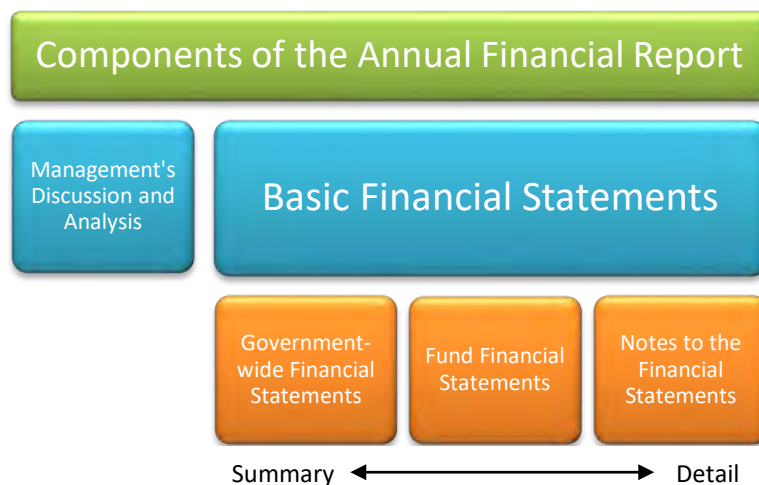 Components of the Annual Financial Report
Management's
Discussion and
Analysis
Basic Financial Statements
Government-
wide Financial
Statements
Fund Financial
Statements
Notes to the
Financial
Statements
Summary
Detail